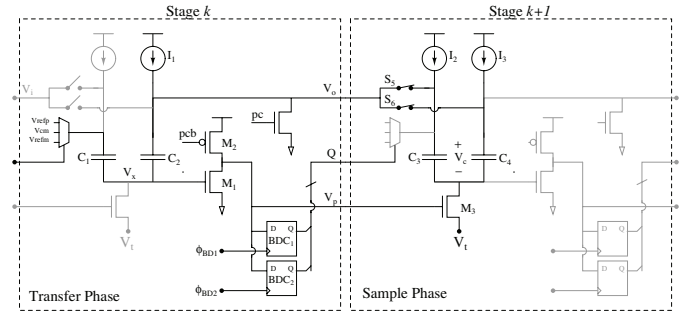 Stage k
Stage k+1
I1
I2
I3
Vi
Vo
S5
S6
pc
Vrefp
Vcm
Vrefm
pcb
M2
Q
+
Vc
−
C1
C2
C3
C4
Vx
M1
Vp
M3
Vt
Vt
D Q
BDC1
D Q
BDC2
ϕBD1
ϕBD2
D Q
D Q
Transfer Phase
Sample Phase